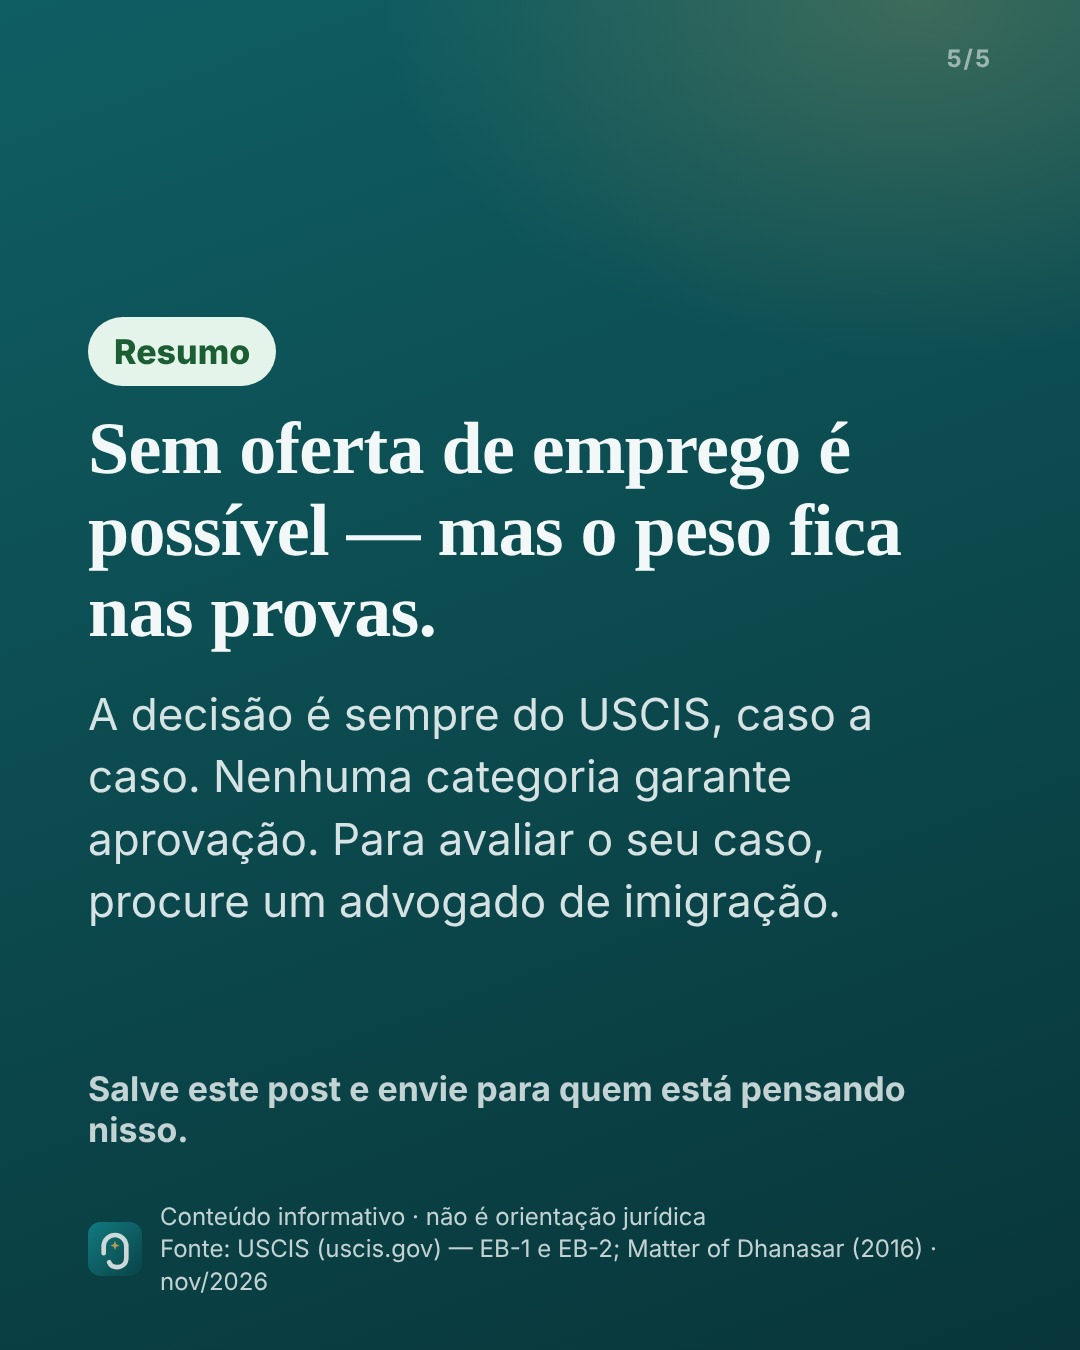 5/5
Resumo
Sem oferta de emprego é
possível — mas o peso fica
nas provas.
A decisão é sempre do USCIS, caso a
caso. Nenhuma categoria garante
aprovação. Para avaliar o seu caso,
procure um advogado de imigração.
Salve este post e envie para quem está pensando
nisso.
Conteúdo informativo · não é orientação jurídica
Fonte: USCIS (uscis.gov) — EB-1 e EB-2; Matter of Dhanasar (2016) ·
nov/2026